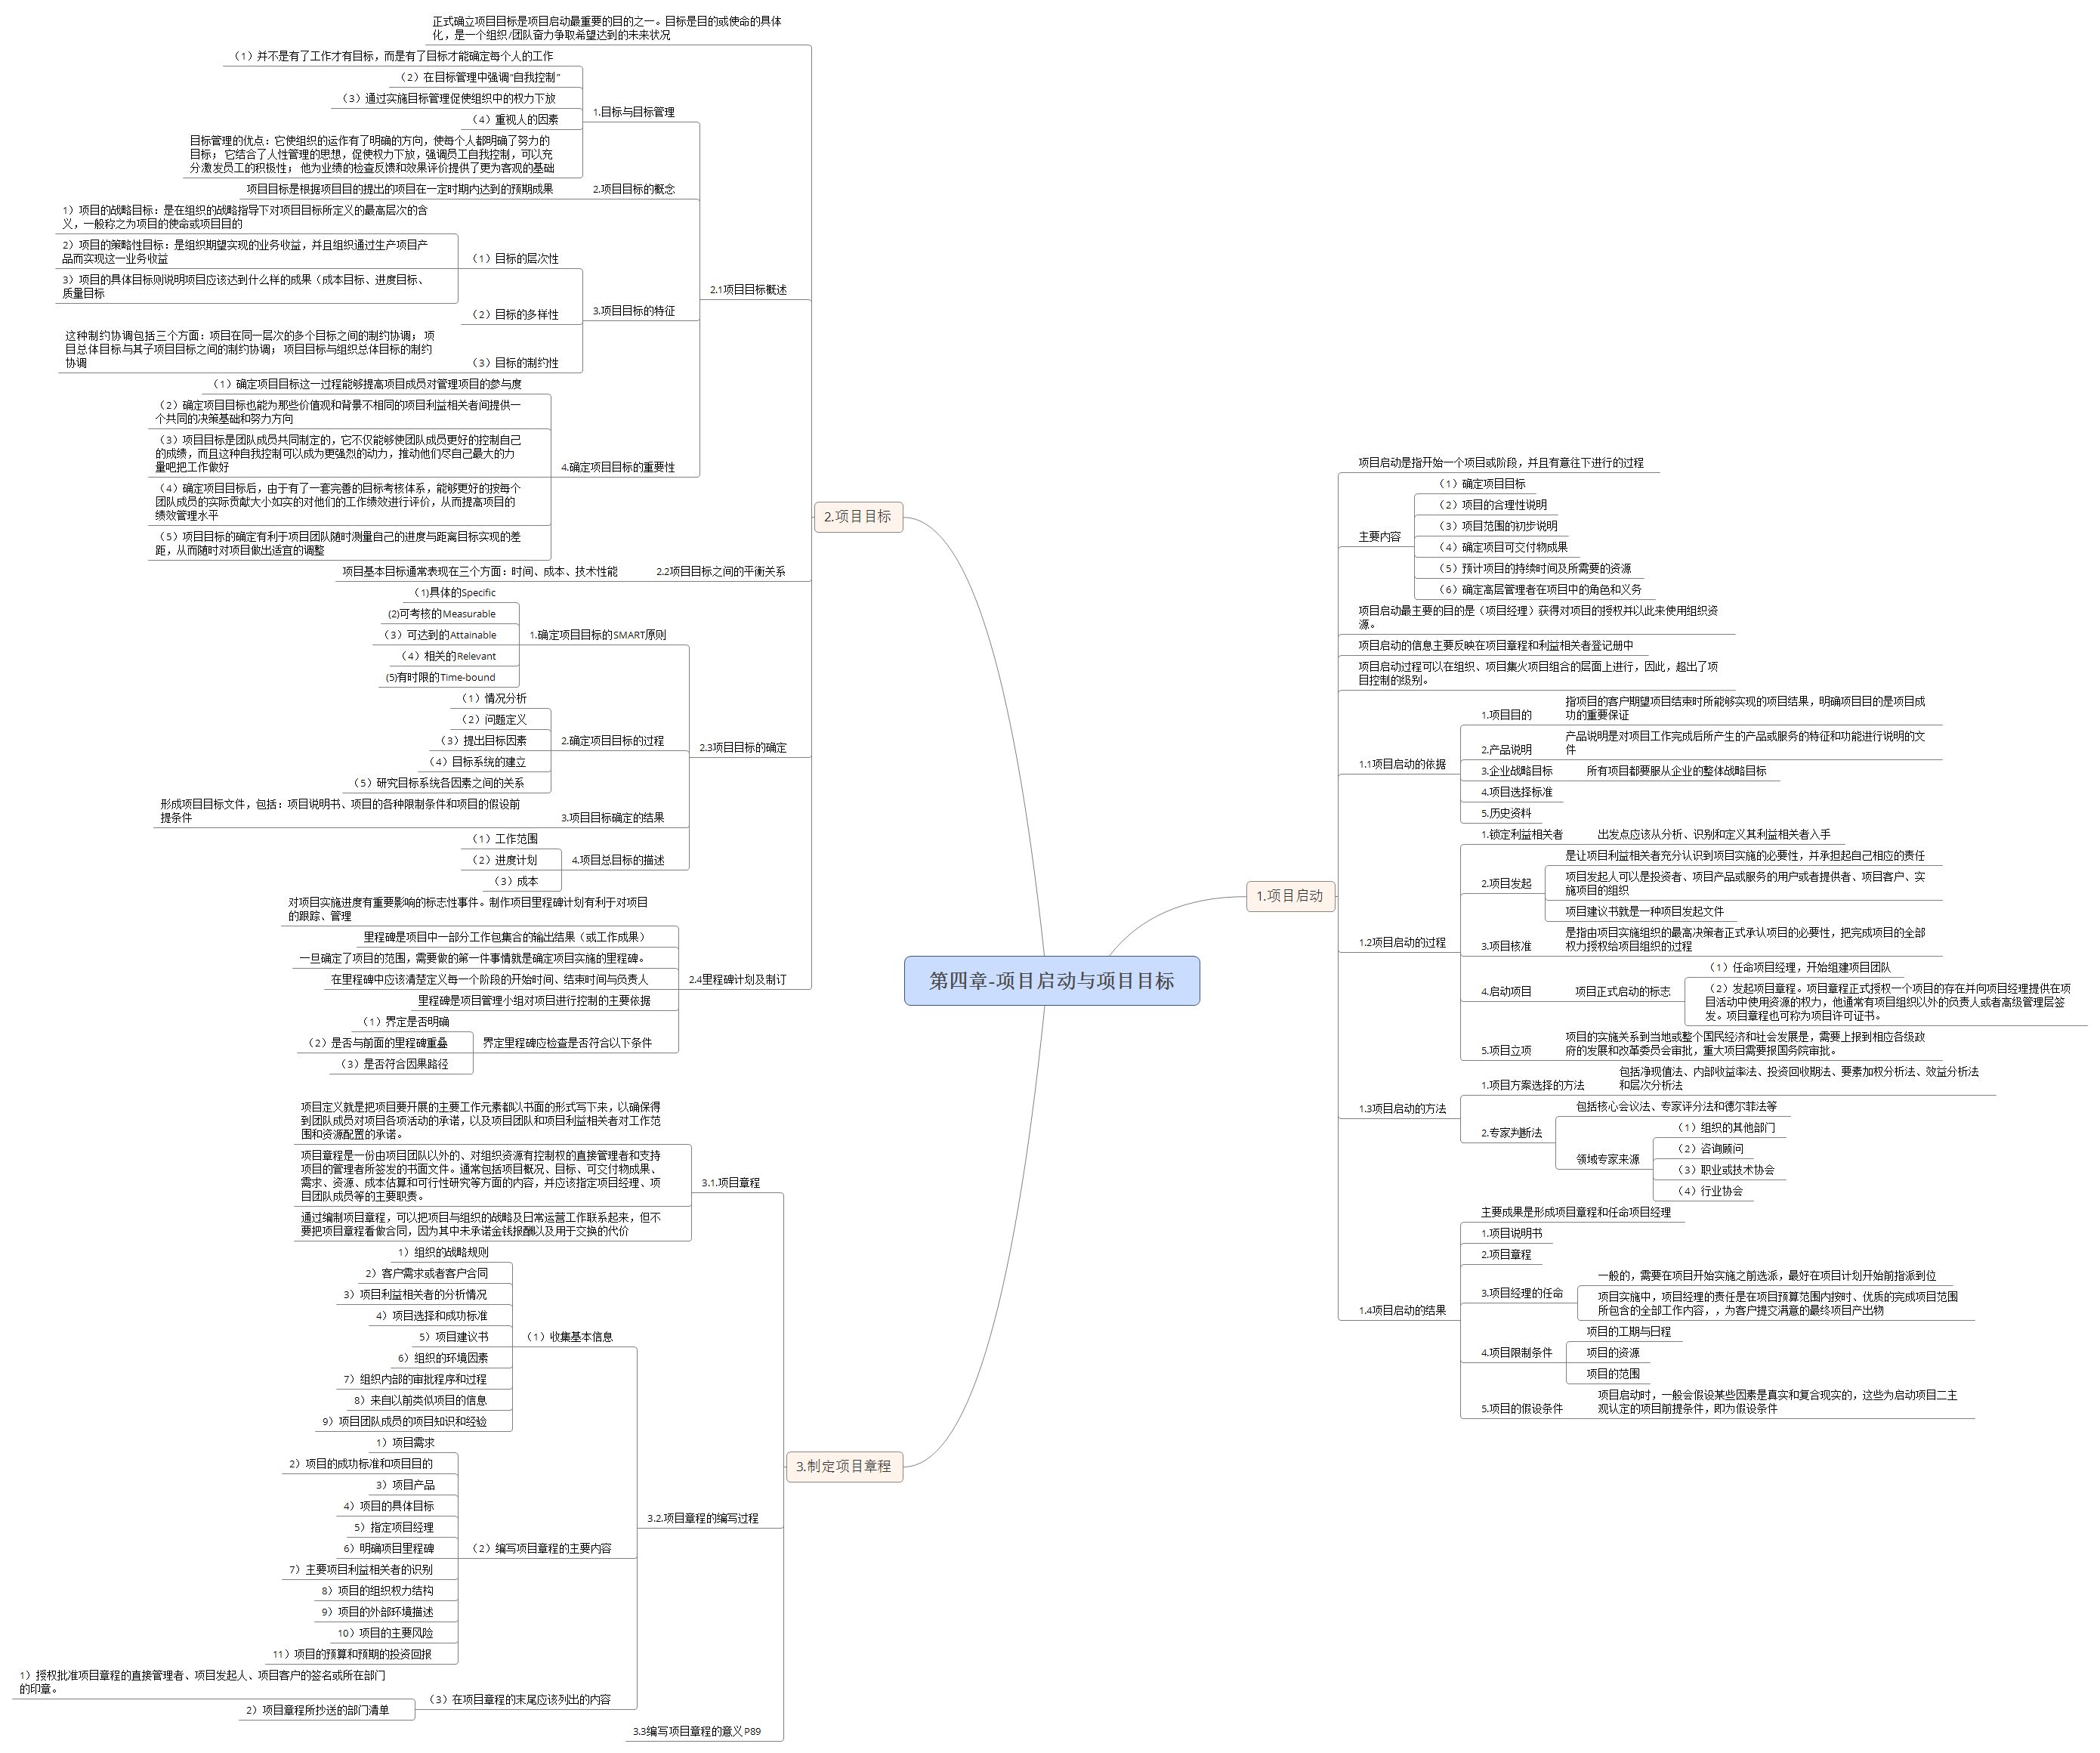 第四章-项目启动与项目目标
1.项目启动
项目启动是指开始一个项目或阶段，并且有意往下进行的过程
主要内容
（1）确定项目目标
（2）项目的合理性说明
（3）项目范围的初步说明
（4）确定项目可交付物成果
（5）预计项目的持续时间及所需要的资源
（6）确定高层管理者在项目中的角色和义务
项目启动最主要的目的是（项目经理）获得对项目的授权并以此来使用组织资
源。
项目启动的信息主要反映在项目章程和利益相关者登记册中
项目启动过程可以在组织、项目集火项目组合的层面上进行，因此，超出了项
目控制的级别。
1.1项目启动的依据
1.项目目的
指项目的客户期望项目结束时所能够实现的项目结果，明确项目目的是项目成
功的重要保证
2.产品说明
产品说明是对项目工作完成后所产生的产品或服务的特征和功能进行说明的文
件
3.企业战略目标
所有项目都要服从企业的整体战略目标
4.项目选择标准
5.历史资料
1.2项目启动的过程
1.锁定利益相关者
出发点应该从分析、识别和定义其利益相关者入手
2.项目发起
是让项目利益相关者充分认识到项目实施的必要性，并承担起自己相应的责任
项目发起人可以是投资者、项目产品或服务的用户或者提供者、项目客户、实
施项目的组织
项目建议书就是一种项目发起文件
3.项目核准
是指由项目实施组织的最高决策者正式承认项目的必要性，把完成项目的全部
权力授权给项目组织的过程
4.启动项目
项目正式启动的标志
（1）任命项目经理，开始组建项目团队
（2）发起项目章程。项目章程正式授权一个项目的存在并向项目经理提供在项
目活动中使用资源的权力，他通常有项目组织以外的负责人或者高级管理层签
发。项目章程也可称为项目许可证书。
5.项目立项
项目的实施关系到当地或整个国民经济和社会发展是，需要上报到相应各级政
府的发展和改革委员会审批，重大项目需要报国务院审批。
1.3项目启动的方法
1.项目方案选择的方法
包括净现值法、内部收益率法、投资回收期法、要素加权分析法、效益分析法
和层次分析法
2.专家判断法
包括核心会议法、专家评分法和德尔菲法等
领域专家来源
（1）组织的其他部门
（2）咨询顾问
（3）职业或技术协会
（4）行业协会
1.4项目启动的结果
主要成果是形成项目章程和任命项目经理
1.项目说明书
2.项目章程
3.项目经理的任命
一般的，需要在项目开始实施之前选派，最好在项目计划开始前指派到位
项目实施中，项目经理的责任是在项目预算范围内按时、优质的完成项目范围
所包含的全部工作内容，，为客户提交满意的最终项目产出物
4.项目限制条件
项目的工期与日程
项目的资源
项目的范围
5.项目的假设条件
项目启动时，一般会假设某些因素是真实和复合现实的，这些为启动项目二主
观认定的项目前提条件，即为假设条件
2.项目目标
正式确立项目目标是项目启动最重要的目的之一。目标是目的或使命的具体
化，是一个组织/团队奋力争取希望达到的未来状况
2.1项目目标概述
1.目标与目标管理
（1）并不是有了工作才有目标，而是有了目标才能确定每个人的工作
（2）在目标管理中强调“自我控制”
（3）通过实施目标管理促使组织中的权力下放
（4）重视人的因素
目标管理的优点：它使组织的运作有了明确的方向，使每个人都明确了努力的
目标； 它结合了人性管理的思想，促使权力下放，强调员工自我控制，可以充
分激发员工的积极性； 他为业绩的检查反馈和效果评价提供了更为客观的基础
2.项目目标的概念
项目目标是根据项目目的提出的项目在一定时期内达到的预期成果
3.项目目标的特征
（1）目标的层次性
1）项目的战略目标：是在组织的战略指导下对项目目标所定义的最高层次的含
义，一般称之为项目的使命或项目目的
2）项目的策略性目标：是组织期望实现的业务收益，并且组织通过生产项目产
品而实现这一业务收益
3）项目的具体目标则说明项目应该达到什么样的成果（成本目标、进度目标、
质量目标
（2）目标的多样性
（3）目标的制约性
这种制约协调包括三个方面：项目在同一层次的多个目标之间的制约协调； 项
目总体目标与其子项目目标之间的制约协调； 项目目标与组织总体目标的制约
协调
4.确定项目目标的重要性
（1）确定项目目标这一过程能够提高项目成员对管理项目的参与度
（2）确定项目目标也能为那些价值观和背景不相同的项目利益相关者间提供一
个共同的决策基础和努力方向
（3）项目目标是团队成员共同制定的，它不仅能够使团队成员更好的控制自己
的成绩，而且这种自我控制可以成为更强烈的动力，推动他们尽自己最大的力
量吧把工作做好
（4）确定项目目标后，由于有了一套完善的目标考核体系，能够更好的按每个
团队成员的实际贡献大小如实的对他们的工作绩效进行评价，从而提高项目的
绩效管理水平
（5）项目目标的确定有利于项目团队随时测量自己的进度与距离目标实现的差
距，从而随时对项目做出适宜的调整
2.2项目目标之间的平衡关系
项目基本目标通常表现在三个方面：时间、成本、技术性能
2.3项目目标的确定
1.确定项目目标的SMART原则
（1)具体的Specific
(2)可考核的Measurable
（3）可达到的Attainable
（4）相关的Relevant
(5)有时限的Time-bound
2.确定项目目标的过程
（1）情况分析
（2）问题定义
（3）提出目标因素
（4）目标系统的建立
（5）研究目标系统各因素之间的关系
3.项目目标确定的结果
形成项目目标文件，包括：项目说明书、项目的各种限制条件和项目的假设前
提条件
4.项目总目标的描述
（1）工作范围
（2）进度计划
（3）成本
2.4里程碑计划及制订
对项目实施进度有重要影响的标志性事件。制作项目里程碑计划有利于对项目
的跟踪、管理
里程碑是项目中一部分工作包集合的输出结果（或工作成果）
一旦确定了项目的范围，需要做的第一件事情就是确定项目实施的里程碑。
在里程碑中应该清楚定义每一个阶段的开始时间、结束时间与负责人
里程碑是项目管理小组对项目进行控制的主要依据
界定里程碑应检查是否符合以下条件
（1）界定是否明确
（2）是否与前面的里程碑重叠
（3）是否符合因果路径
3.制定项目章程
3.1.项目章程
项目定义就是把项目要开展的主要工作元素都以书面的形式写下来，以确保得
到团队成员对项目各项活动的承诺，以及项目团队和项目利益相关者对工作范
围和资源配置的承诺。
项目章程是一份由项目团队以外的、对组织资源有控制权的直接管理者和支持
项目的管理者所签发的书面文件。通常包括项目概况、目标、可交付物成果、
需求、资源、成本估算和可行性研究等方面的内容，并应该指定项目经理、项
目团队成员等的主要职责。
通过编制项目章程，可以把项目与组织的战略及日常运营工作联系起来，但不
要把项目章程看做合同，因为其中未承诺金钱报酬以及用于交换的代价
3.2.项目章程的编写过程
（1）收集基本信息
1）组织的战略规则
2）客户需求或者客户合同
3）项目利益相关者的分析情况
4）项目选择和成功标准
5）项目建议书
6）组织的环境因素
7）组织内部的审批程序和过程
8）来自以前类似项目的信息
9）项目团队成员的项目知识和经验
（2）编写项目章程的主要内容
1）项目需求
2）项目的成功标准和项目目的
3）项目产品
4）项目的具体目标
5）指定项目经理
6）明确项目里程碑
7）主要项目利益相关者的识别
8）项目的组织权力结构
9）项目的外部环境描述
10）项目的主要风险
11）项目的预算和预期的投资回报
（3）在项目章程的末尾应该列出的内容
1）授权批准项目章程的直接管理者、项目发起人、项目客户的签名或所在部门
的印章。
2）项目章程所抄送的部门清单
3.3编写项目章程的意义P89